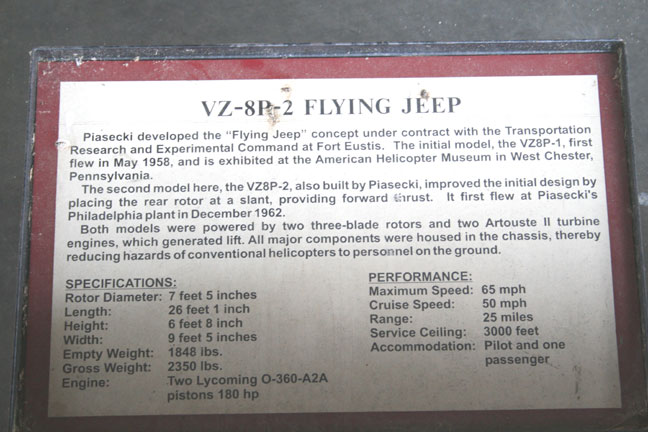 VZ-8P-2 FLYING JEEP
Piasecki developed the "Flying Jeep" concept under contract with the Transportation
Research and Experimental Command at Fort Eustis. The initial model, the VZ8P-1, first
flew in May 1958, and is exhibited at the American Helicopter Museum in West Chester,
Pennsylvania.
The second model here, the VZ8P-2, also built by Piasecki, improved the initial design by
placing the rear rotor at a slant, providing forward thrust. It first flew at Piasecki's
Philadelphia plant in December 1962.
Both models were powered by two three-blade rotors and two Artouste II turbine
engines, which generated lift. All major components were housed in the chassis, thereby
reducing hazards of conventional helicopters to personnel on the ground.
SPECIFICATIONS:
Rotor Diameter: 7 feet 5 inches
Length: 26 feet 1 inch
Height: 6 feet 8 inch
Width: 9 feet 5 inches
Empty Weight: 1848 lbs.
Gross Weight: 2350 lbs.
Engine: Two Lycoming O-360-A2A
pistons 180 hp
PERFORMANCE:
Maximum Speed: 65 mph
Cruise Speed: 50 mph
Range: 25 miles
Service Ceiling: 3000 feet
Accommodation: Pilot and one
passenger